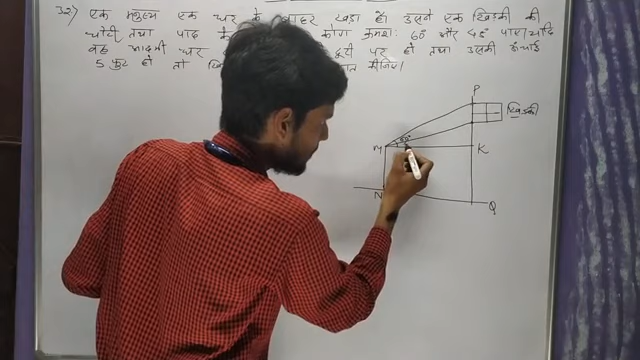 32) एक मनुष्य एक घर के बाहर खड़ा है। उसने एक खिड़की की
चोटी तथा पाद के कोण क्रमशः 60° और 45° पाए। यदि
वह आदमी घर दूरी पर हो तथा उसकी ऊँचाई
5 फुट हो तो कीजिए।
P
खिड़की
60°
M
K
N
Q